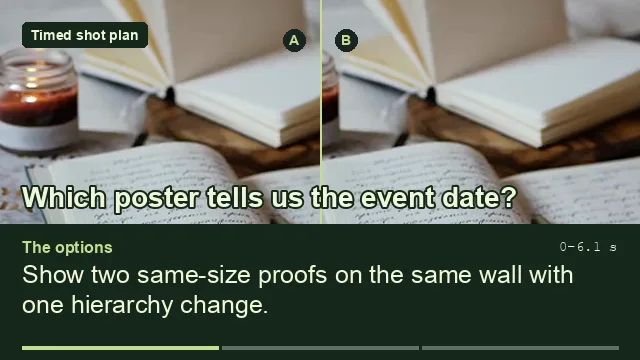 Timed shot plan
A
B
Which poster tells us the event date?
The options
0–6.1 s
Show two same-size proofs on the same wall with
one hierarchy change.